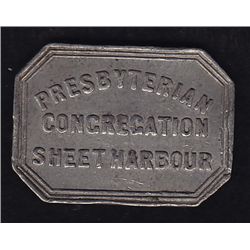 PRESBYTERIAN
CONGREGATION
SHEET HARBOUR